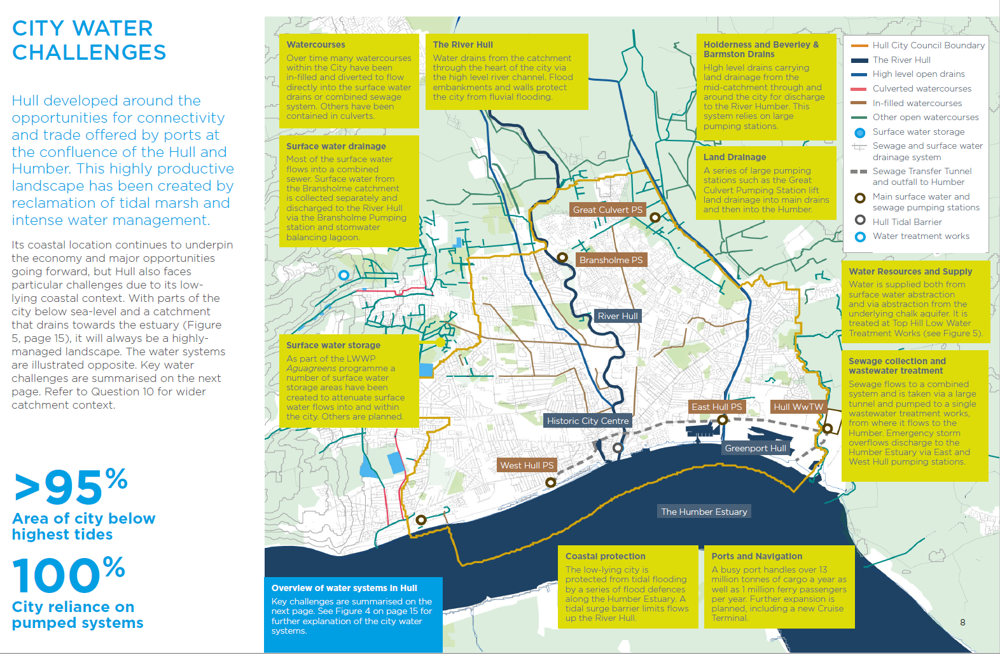 CITY WATER
CHALLENGES
Hull developed around the
opportunities for connectivity
and trade offered by ports at
the confluence of the Hull and
Humber. This highly productive
landscape has been created by
reclamation of tidal marsh and
intense water management.
Its coastal location continues to underpin
the economy and major opportunities
going forward, but Hull also faces
particular challenges due to its low-
lying coastal context. With parts of the
city below sea-level and a catchment
that drains towards the estuary (Figure
5, page 15), it will always be a highly-
managed landscape. The water systems
are illustrated opposite. Key water
challenges are summarised on the next
page. Refer to Question 10 for wider
catchment context.
>95%
Area of city below
highest tides
100%
City reliance on
pumped systems
Watercourses
Over time many watercourses
within the City have been
in-filled and diverted to flow
directly into the surface water
drains or combined sewage
system. Others have been
contained in culverts.
The River Hull
Water drains from the catchment
through the heart of the city via
the high level river channel. Flood
embankments and walls protect
the city from fluvial flooding.
Holderness and Beverley &
Barmston Drains
HIgh level drains carrying
land drainage from the
mid-catchment through and
around the city for discharge
to the River Humber. This
system relies on large
pumping stations.
Surface water drainage
Most of the surface water
flows into a combined
sewer. Surface water from
the Bransholme catchment
is collected separately and
discharged to the River Hull
via the Bransholme Pumping
station and stomwater
balancing lagoon.
Land Drainage
A series of large pumping
stations such as the Great
Culvert Pumping Station lift
land drainage into main drains
and then into the Humber.
Hull City Council Boundary
The River Hull
High level open drains
Culverted watercourses
In-filled watercourses
Other open watercourses
Surface water storage
Sewage and surface water
drainage system
Sewage Transfer Tunnel
and outfall to Humber
Main surface water and
sewage pumping stations
Hull Tidal Barrier
Water treatment works
Great Culvert PS
Bransholme PS
River Hull
Water Resources and Supply
Water is supplied both from
surface water abstraction
and via abstraction from the
underlying chalk aquifer. It is
treated at Top Hill Low Water
Treatment Works (see Figure 5).
Surface water storage
As part of the LWWP
Aguagreens programme a
number of surface water
storage areas have been
created to attenuate surface
water flows into and within
the city. Others are planned.
Sewage collection and
wastewater treatment
Sewage flows to a combined
system and is taken via a large
tunnel and pumped to a single
wastewater treatment works,
from where it flows to the
Humber. Emergency storm
overflows discharge to the
Humber Estuary via East and
West Hull pumping stations.
East Hull PS
Hull WwTW
Historic City Centre
Greenport Hull
West Hull PS
The Humber Estuary
Coastal protection
The low-lying city is
protected from tidal flooding
by a series of flood defences
along the Humber Estuary. A
tidal surge barrier limits flows
up the River Hull.
Ports and Navigation
A busy port handles over 13
million tonnes of cargo a year as
well as 1 million ferry passengers
per year. Further expansion is
planned, including a new Cruise
Terminal.
Overview of water systems in Hull
Key challenges are summarised on the
next page. See Figure 4 on page 15 for
further explanation of the city water
systems.
8